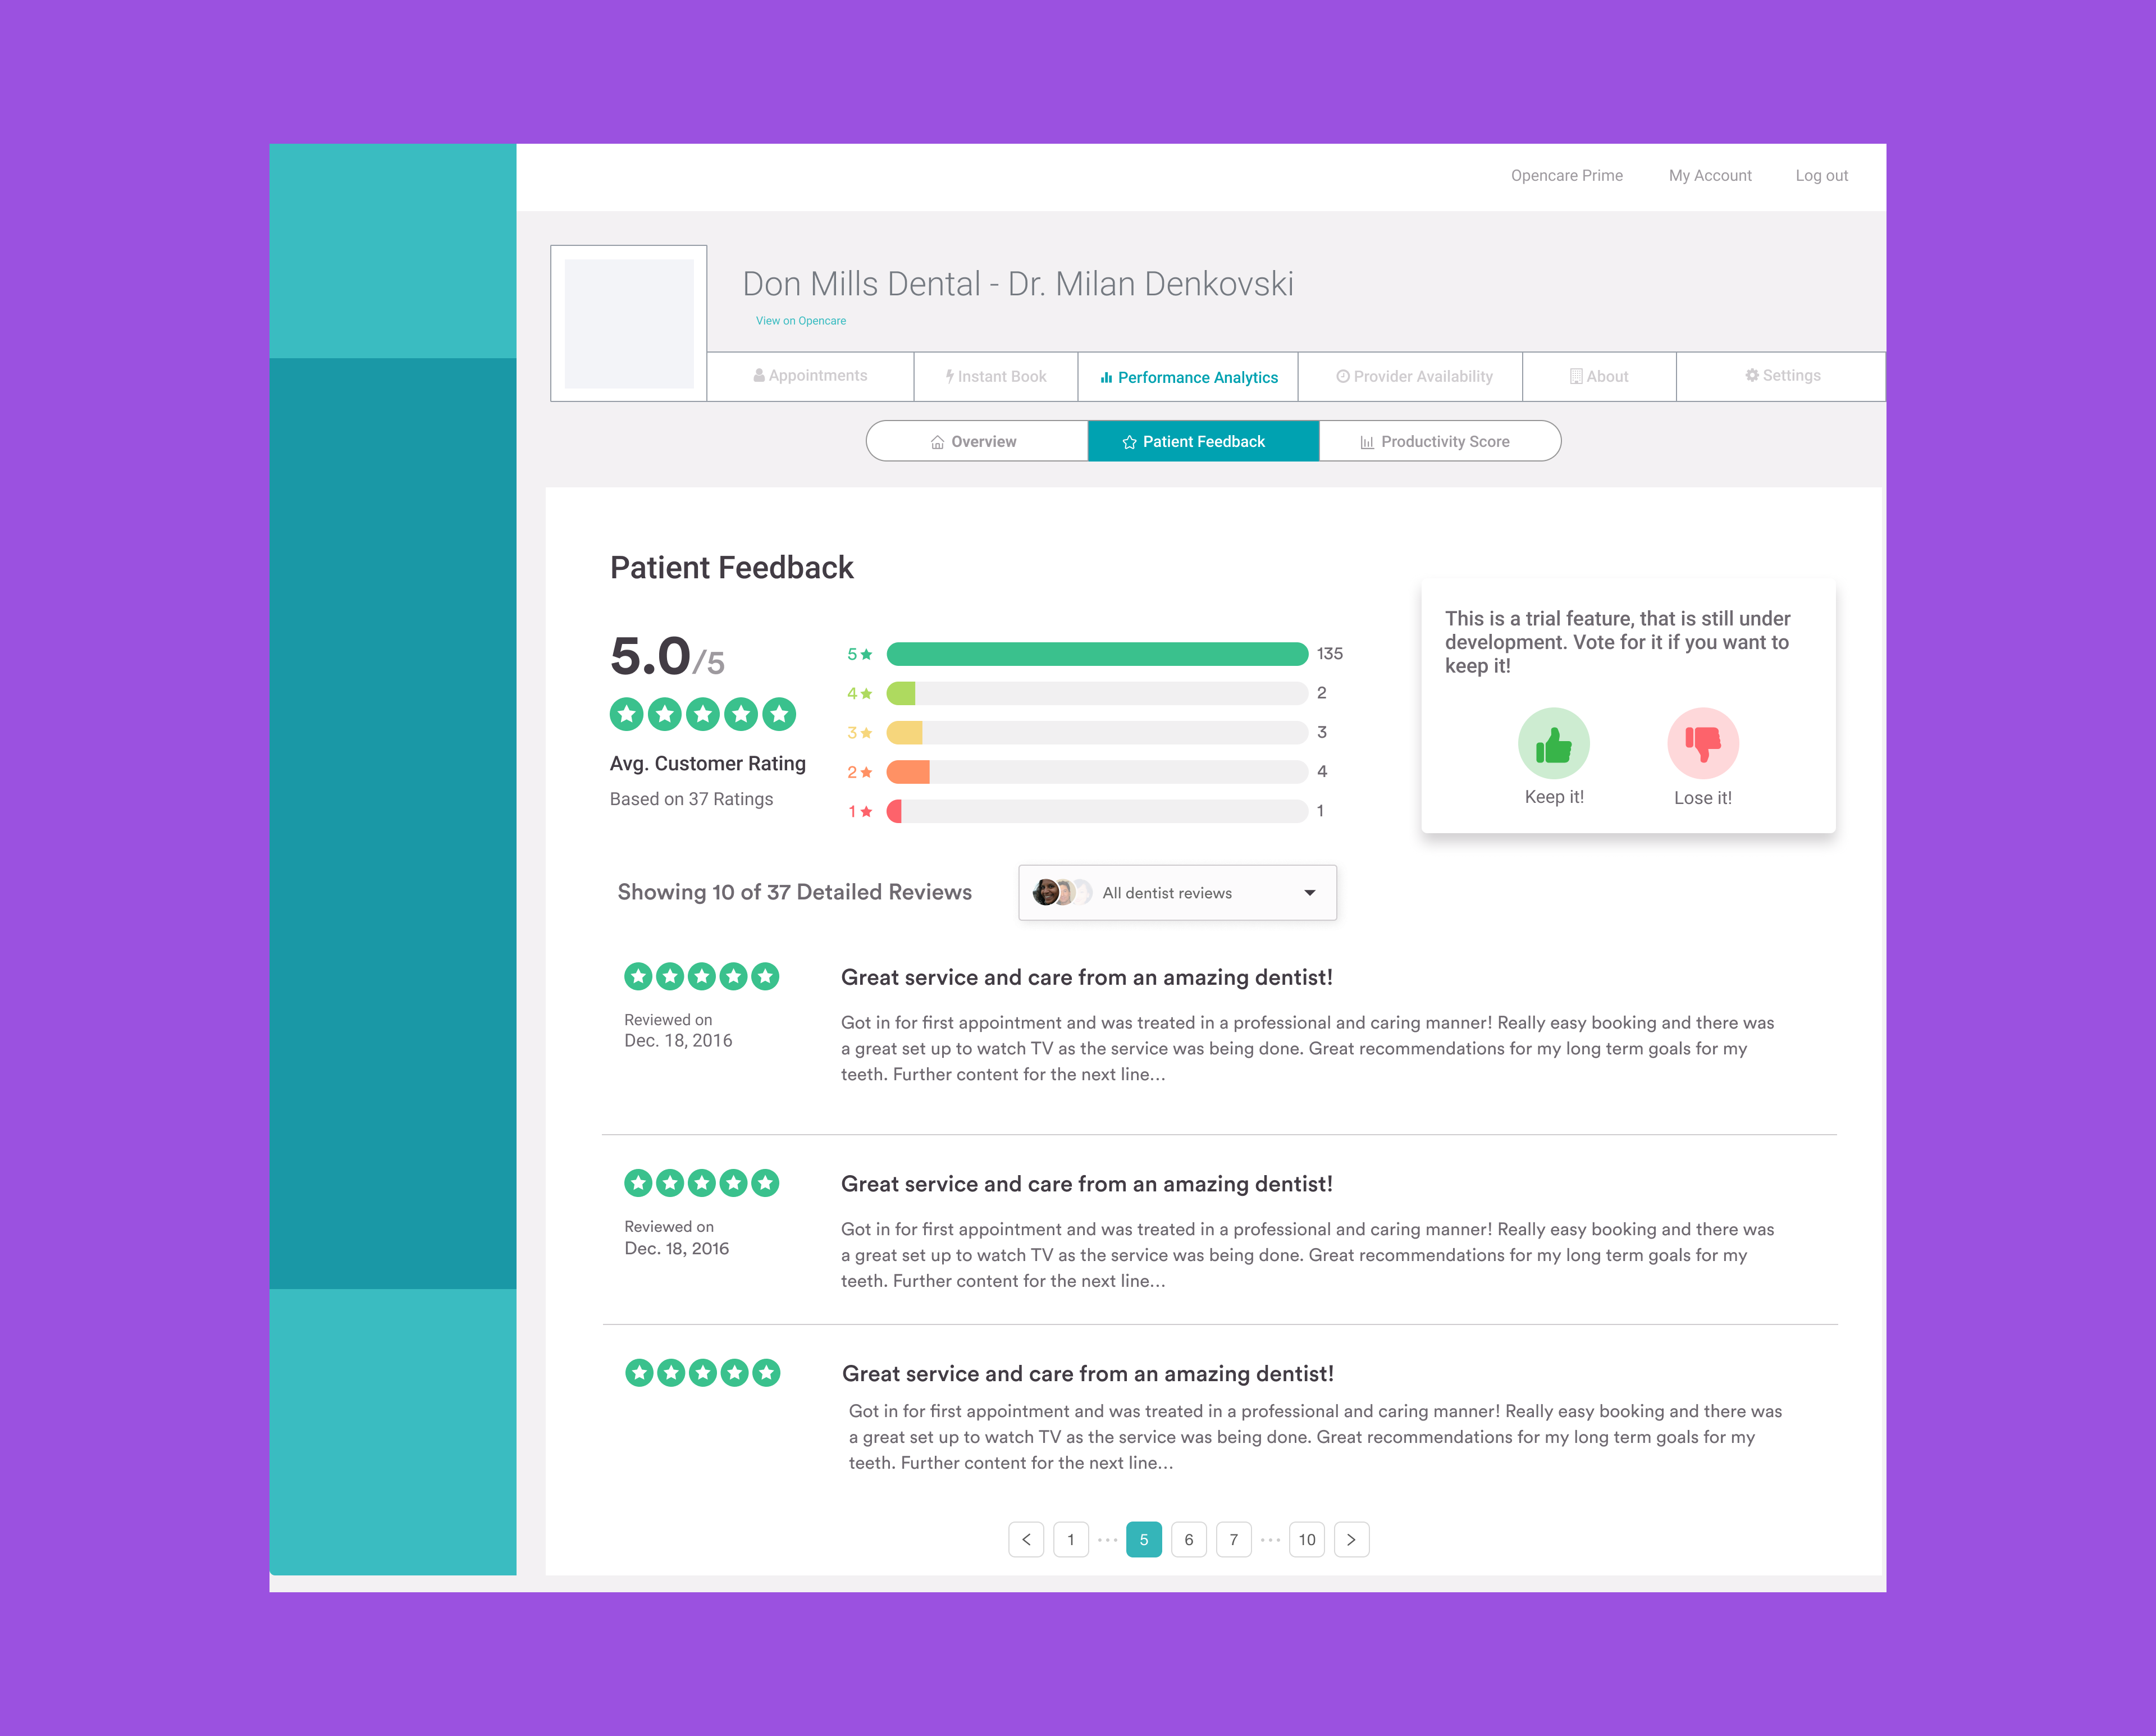 Opencare Prime
My Account
Log out
Don Mills Dental - Dr. Milan Denkovski
View on Opencare
Appointments
Instant Book
Performance Analytics
Provider Availability
About
Settings
Overview
Patient Feedback
Productivity Score
Patient Feedback
5.0/5
Avg. Customer Rating
Based on 37 Ratings
5 135
4 2
3 3
2 4
1 1
This is a trial feature, that is still under
development. Vote for it if you want to
keep it!
Keep it!
Lose it!
Showing 10 of 37 Detailed Reviews
All dentist reviews
Reviewed on
Dec. 18, 2016
Great service and care from an amazing dentist!
Got in for first appointment and was treated in a professional and caring manner! Really easy booking and there was
a great set up to watch TV as the service was being done. Great recommendations for my long term goals for my
teeth. Further content for the next line...
Reviewed on
Dec. 18, 2016
Great service and care from an amazing dentist!
Got in for first appointment and was treated in a professional and caring manner! Really easy booking and there was
a great set up to watch TV as the service was being done. Great recommendations for my long term goals for my
teeth. Further content for the next line...
Great service and care from an amazing dentist!
Got in for first appointment and was treated in a professional and caring manner! Really easy booking and there was
a great set up to watch TV as the service was being done. Great recommendations for my long term goals for my
teeth. Further content for the next line...
< 1 ... 5 6 7 ... 10 >